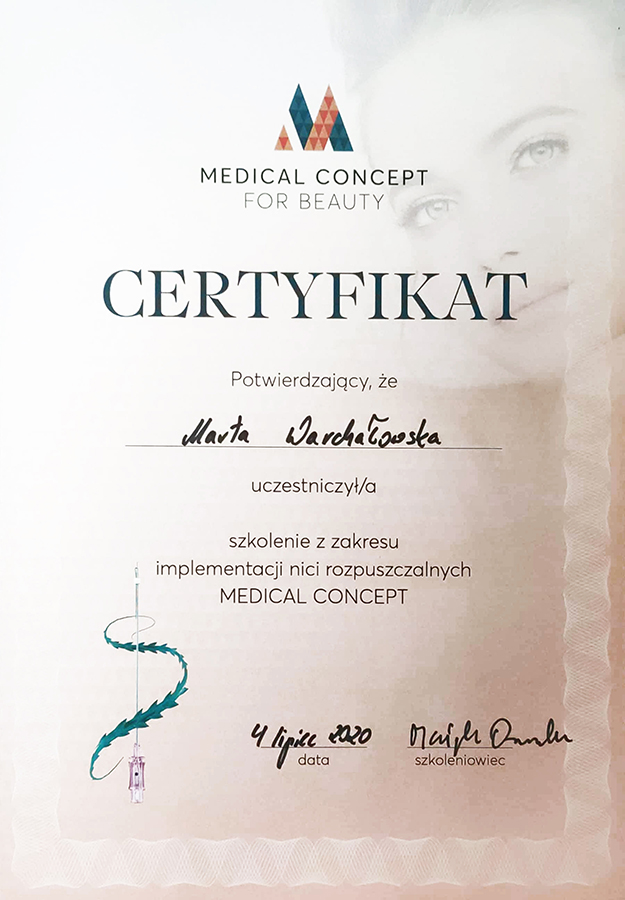 MEDICAL CONCEPT
FOR BEAUTY
CERTYFIKAT
Potwierdzający, że
Marta Warchałowska
uczestniczył/a
szkolenie z zakresu
implementacji nici rozpuszczalnych
MEDICAL CONCEPT
4 lipiec 2020
data
szkoleniowiec